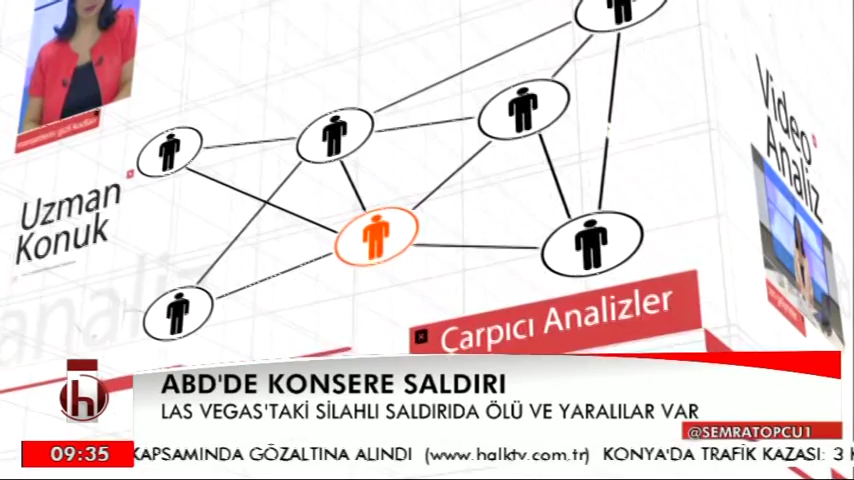 Uzman
Konuk
Video
Analiz
analiz
Çarpıcı Analizler
h
ABD'DE KONSERE SALDIRI
LAS VEGAS'TAKİ SİLAHLI SALDIRIDA ÖLÜ VE YARALILAR VAR
@SEMRATOPCU1
09:35
KAPSAMINDA GÖZALTINA ALINDI (www.halktv.com.tr) KONYA'DA TRAFİK KAZASI: 3